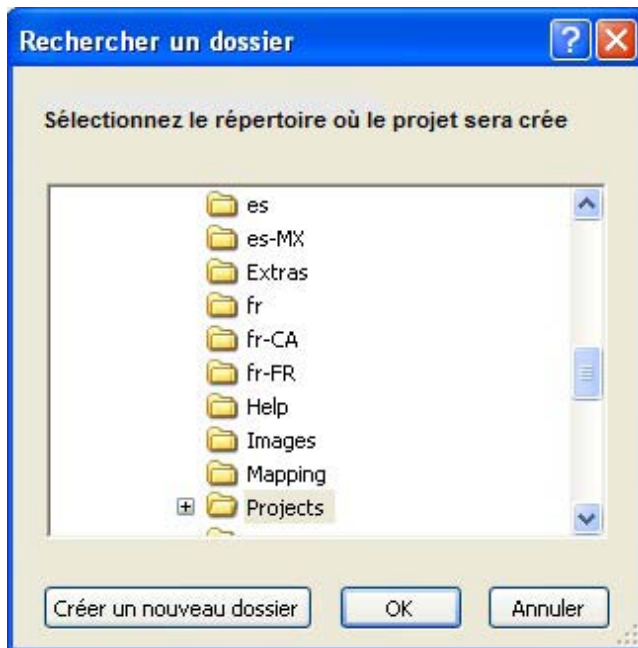 Rechercher un dossier
Sélectionnez le répertoire où le projet sera crée
es
es-MX
Extras
fr
fr-CA
fr-FR
Help
Images
Mapping
Projects
Créer un nouveau dossier
OK
Annuler